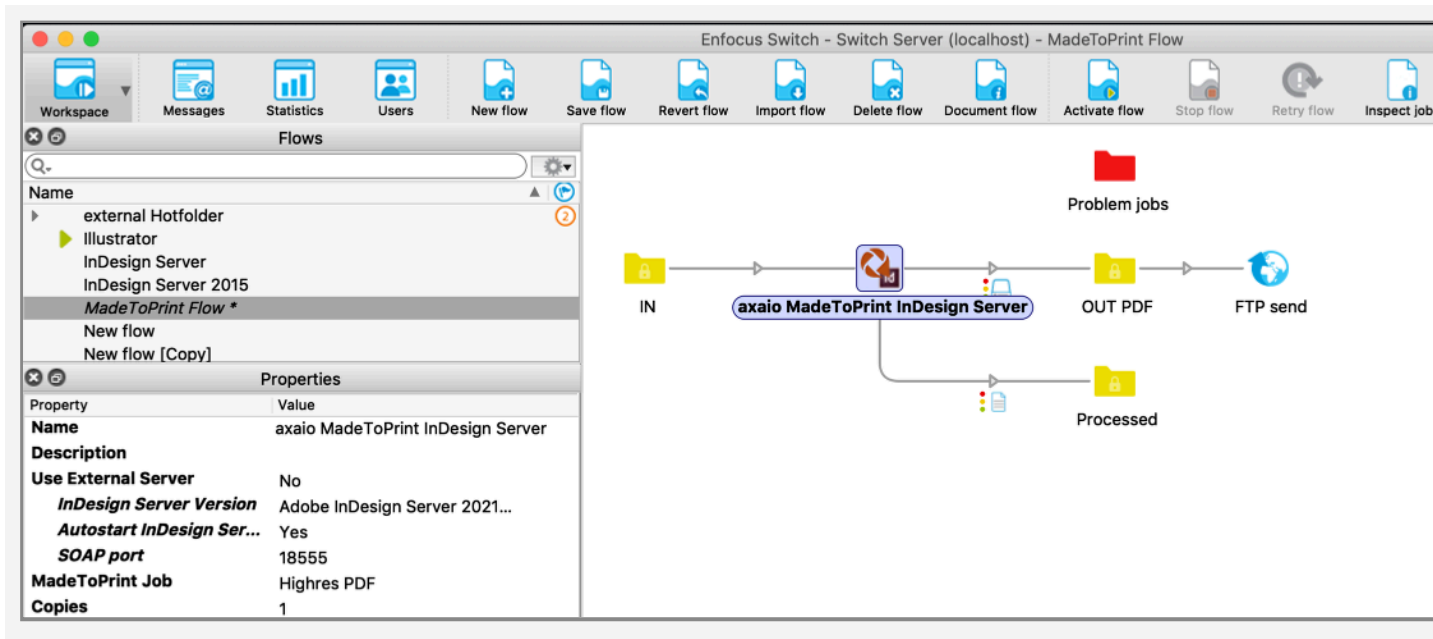 Enfocus Switch - Switch Server (localhost) - MadeToPrint Flow
Workspace Messages Statistics Users New flow Save flow Revert flow Import flow Delete flow Document flow Activate flow Stop flow Retry flow Inspect job
Flows
Name
external Hotfolder 2
Illustrator
InDesign Server
InDesign Server 2015
MadeToPrint Flow *
New flow
New flow [Copy]
Properties
Property Value
Name axaio MadeToPrint InDesign Server
Description
Use External Server No
InDesign Server Version Adobe InDesign Server 2021...
Autostart InDesign Ser... Yes
SOAP port 18555
MadeToPrint Job Highres PDF
Copies 1
Problem jobs
Id
IN axaio MadeToPrint InDesign Server OUT PDF FTP send
Processed